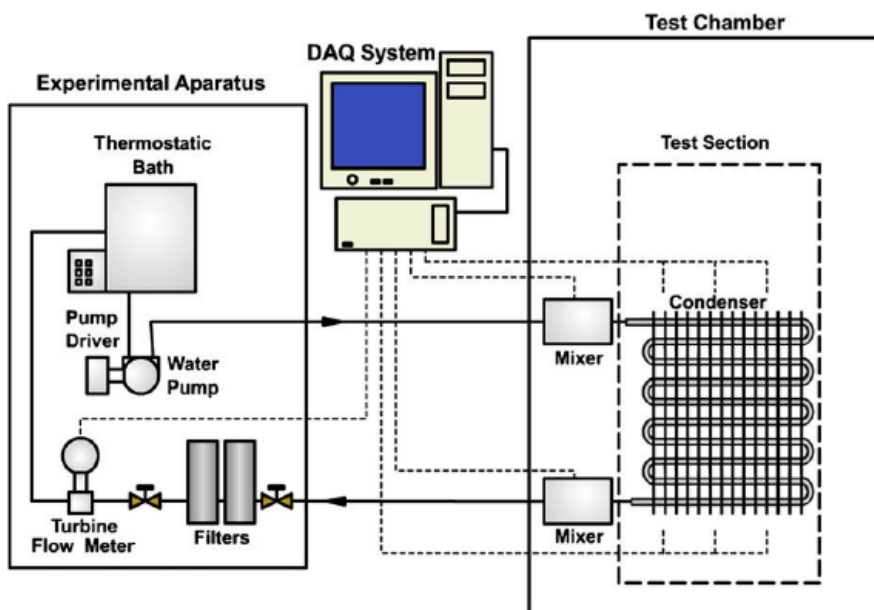 Test Chamber
DAQ System
Experimental Apparatus
Thermostatic
Bath
Test Section
Condenser
Pump
Driver
Water
Pump
Mixer
Turbine
Flow Meter
Filters
Mixer